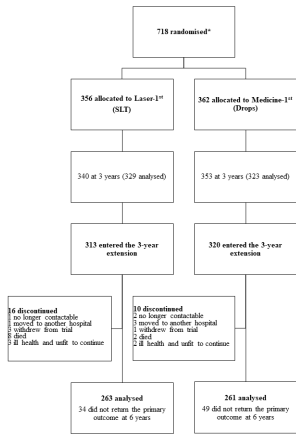 718 randomised*
356 allocated to Laser-1st
(SLT)
362 allocated to Medicine-1st
(Drops)
340 at 3 years (329 analysed)
353 at 3 years (323 analysed)
313 entered the 3-year
extension
320 entered the 3-year
extension
16 discontinued
no longer contactable
moved to another hospital
withdrew from trial
died
ill health and unfit to continue
10 discontinued
2 no longer contactable
3 moved to another hospital
1 withdrew from trial
2 died
2 ill health and unfit to continue
263 analysed
34 did not return the primary
outcome at 6 years
261 analysed
49 did not return the primary
outcome at 6 years